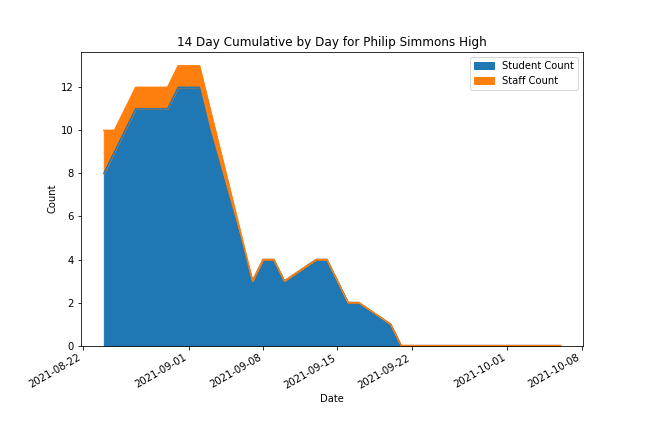 14 Day Cumulative by Day for Philip Simmons High
Student Count
Staff Count
12
10
8
6
4
2
0
Count
2021-08-22
2021-09-01
2021-09-08
2021-09-15
2021-09-22
2021-10-01
2021-10-08
Date